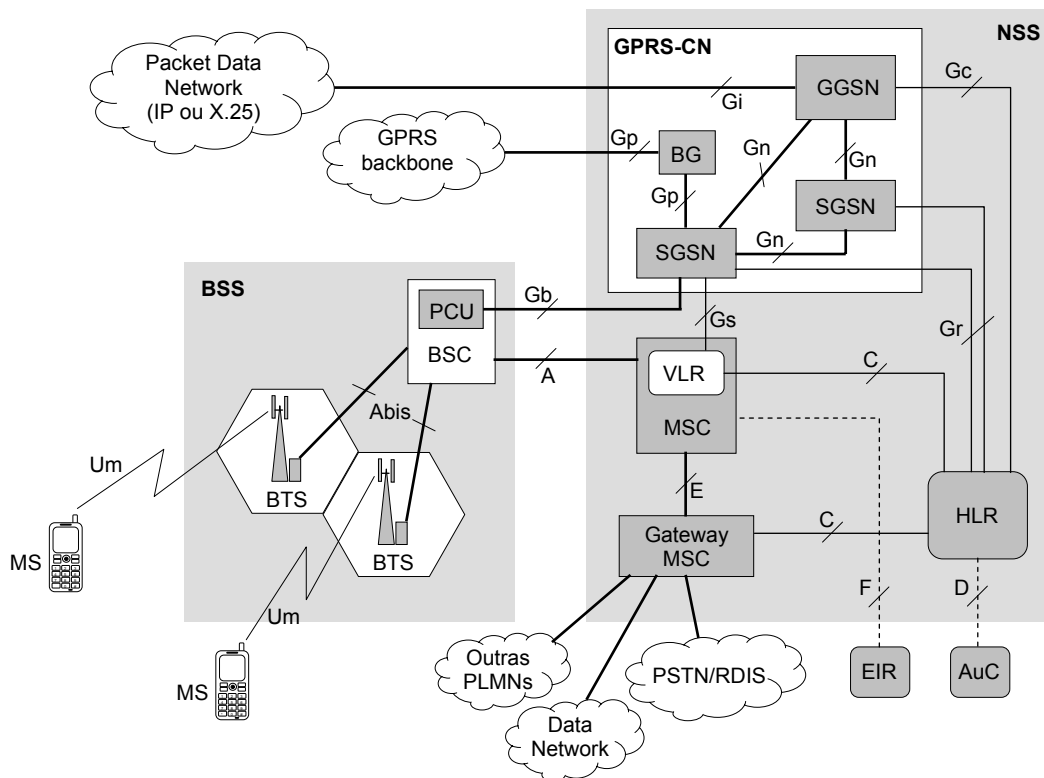 NSS
GPRS-CN
Packet Data
Network
(IP ou X.25)
GGSN
Gc
Gi
GPRS
backbone
Gp
BG
Gn
Gn
Gp
SGSN
Gn
SGSN
BSS
PCU
Gb
Gs
Gr
BSC
A
VLR
C
MSC
Abis
Um
BTS
E
HLR
MS
BTS
Gateway
MSC
C
F
D
Um
MS
Outras
PLMNs
PSTN/RDIS
EIR
AuC
Data
Network